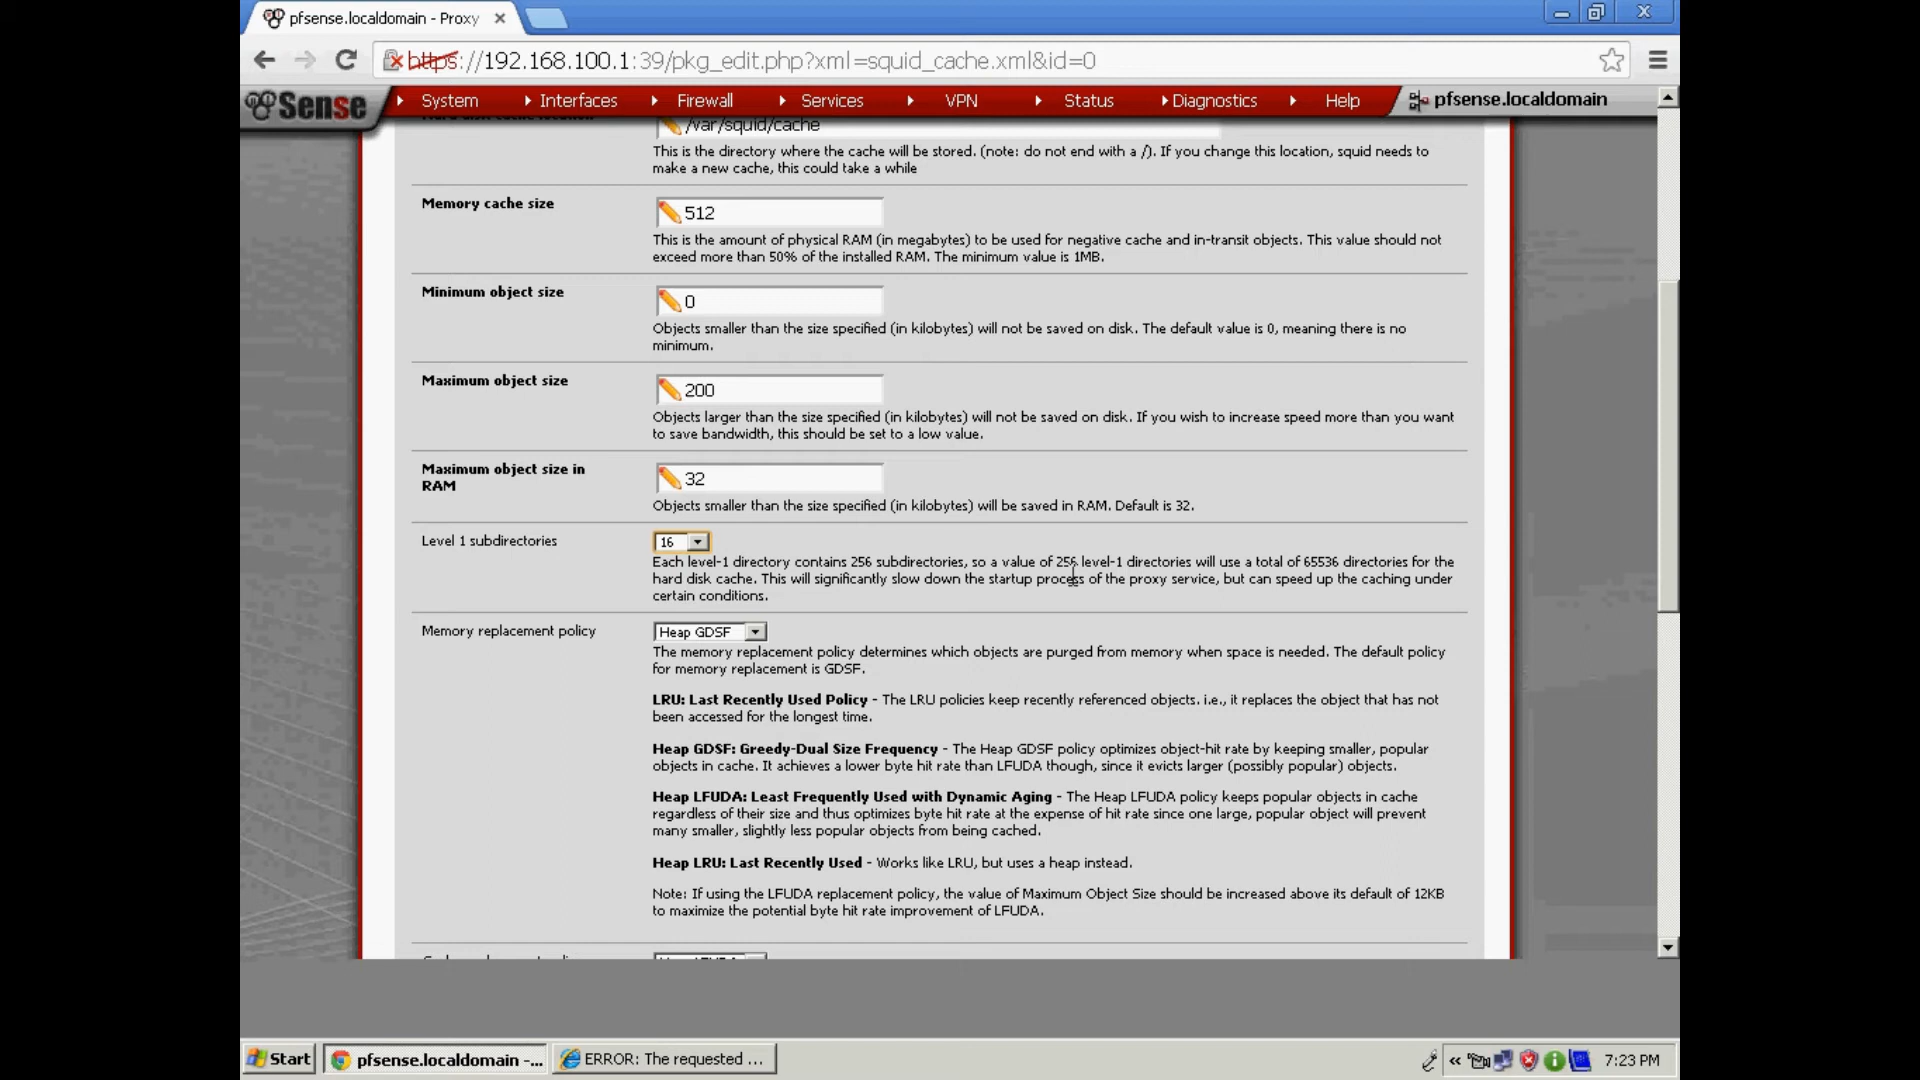 pfsense.localdomain - Proxy
https://192.168.100.1:39/pkg_edit.php?xml=squid_cache.xml&id=0
Sense
System
Interfaces
Firewall
Services
VPN
Status
Diagnostics
Help
pfsense.localdomain
/var/squid/cache
This is the directory where the cache will be stored. (note: do not end with a /). If you change this location, squid needs to
make a new cache, this could take a while
Memory cache size
512
This is the amount of physical RAM (in megabytes) to be used for negative cache and in-transit objects. This value should not
exceed more than 50% of the installed RAM. The minimum value is 1MB.
Minimum object size
0
Objects smaller than the size specified (in kilobytes) will not be saved on disk. The default value is 0, meaning there is no
minimum.
Maximum object size
200
Objects larger than the size specified (in kilobytes) will not be saved on disk. If you wish to increase speed more than you want
to save bandwidth, this should be set to a low value.
Maximum object size in
RAM
32
Objects smaller than the size specified (in kilobytes) will be saved in RAM. Default is 32.
Level 1 subdirectories
16
Each level-1 directory contains 256 subdirectories, so a value of 256 level-1 directories will use a total of 65536 directories for the
hard disk cache. This will significantly slow down the startup process of the proxy service, but can speed up the caching under
certain conditions.
Memory replacement policy
Heap GDSF
The memory replacement policy determines which objects are purged from memory when space is needed. The default policy
for memory replacement is GDSF.
LRU: Last Recently Used Policy - The LRU policies keep recently referenced objects. i.e., it replaces the object that has not
been accessed for the longest time.
Heap GDSF: Greedy-Dual Size Frequency - The Heap GDSF policy optimizes object-hit rate by keeping smaller, popular
objects in cache. It achieves a lower byte hit rate than LFUDA though, since it evicts larger (possibly popular) objects.
Heap LFUDA: Least Frequently Used with Dynamic Aging - The Heap LFUDA policy keeps popular objects in cache
regardless of their size and thus optimizes byte hit rate at the expense of hit rate since one large, popular object will prevent
many smaller, slightly less popular objects from being cached.
Heap LRU: Last Recently Used - Works like LRU, but uses a heap instead.
Note: If using the LFUDA replacement policy, the value of Maximum Object Size should be increased above its default of 12KB
to maximize the potential byte hit rate improvement of LFUDA.
Start
pfsense.localdomain -...
ERROR: The requested ...
7:23 PM